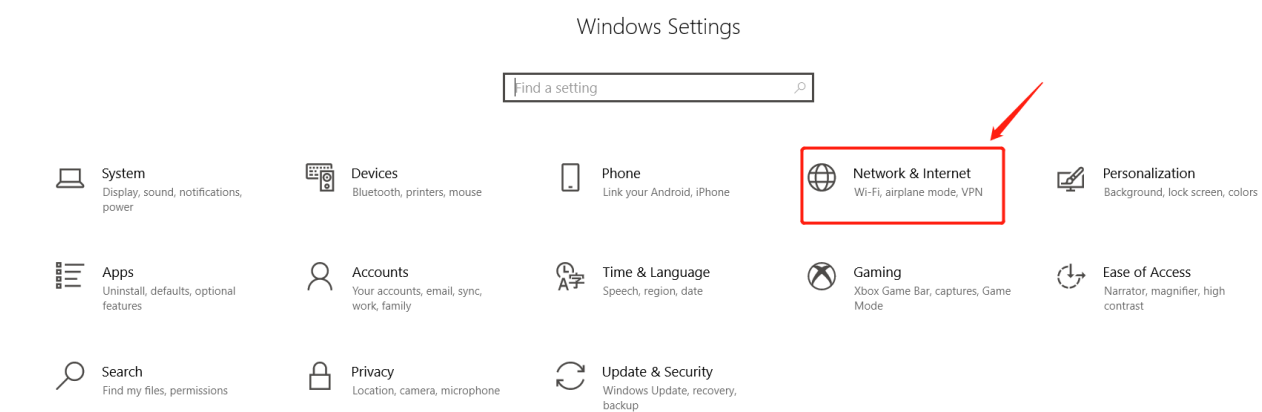 Windows Settings
Find a setting
System
Display, sound, notifications,
power
Devices
Bluetooth, printers, mouse
Phone
Link your Android, iPhone
Network & Internet
Wi-Fi, airplane mode, VPN
Personalization
Background, lock screen, colors
Apps
Uninstall, defaults, optional
features
Accounts
Your accounts, email, sync,
work, family
Time & Language
Speech, region, date
Gaming
Xbox Game Bar, captures, Game
Mode
Ease of Access
Narrator, magnifier, high
contrast
Search
Find my files, permissions
Privacy
Location, camera, microphone
Update & Security
Windows Update, recovery,
backup